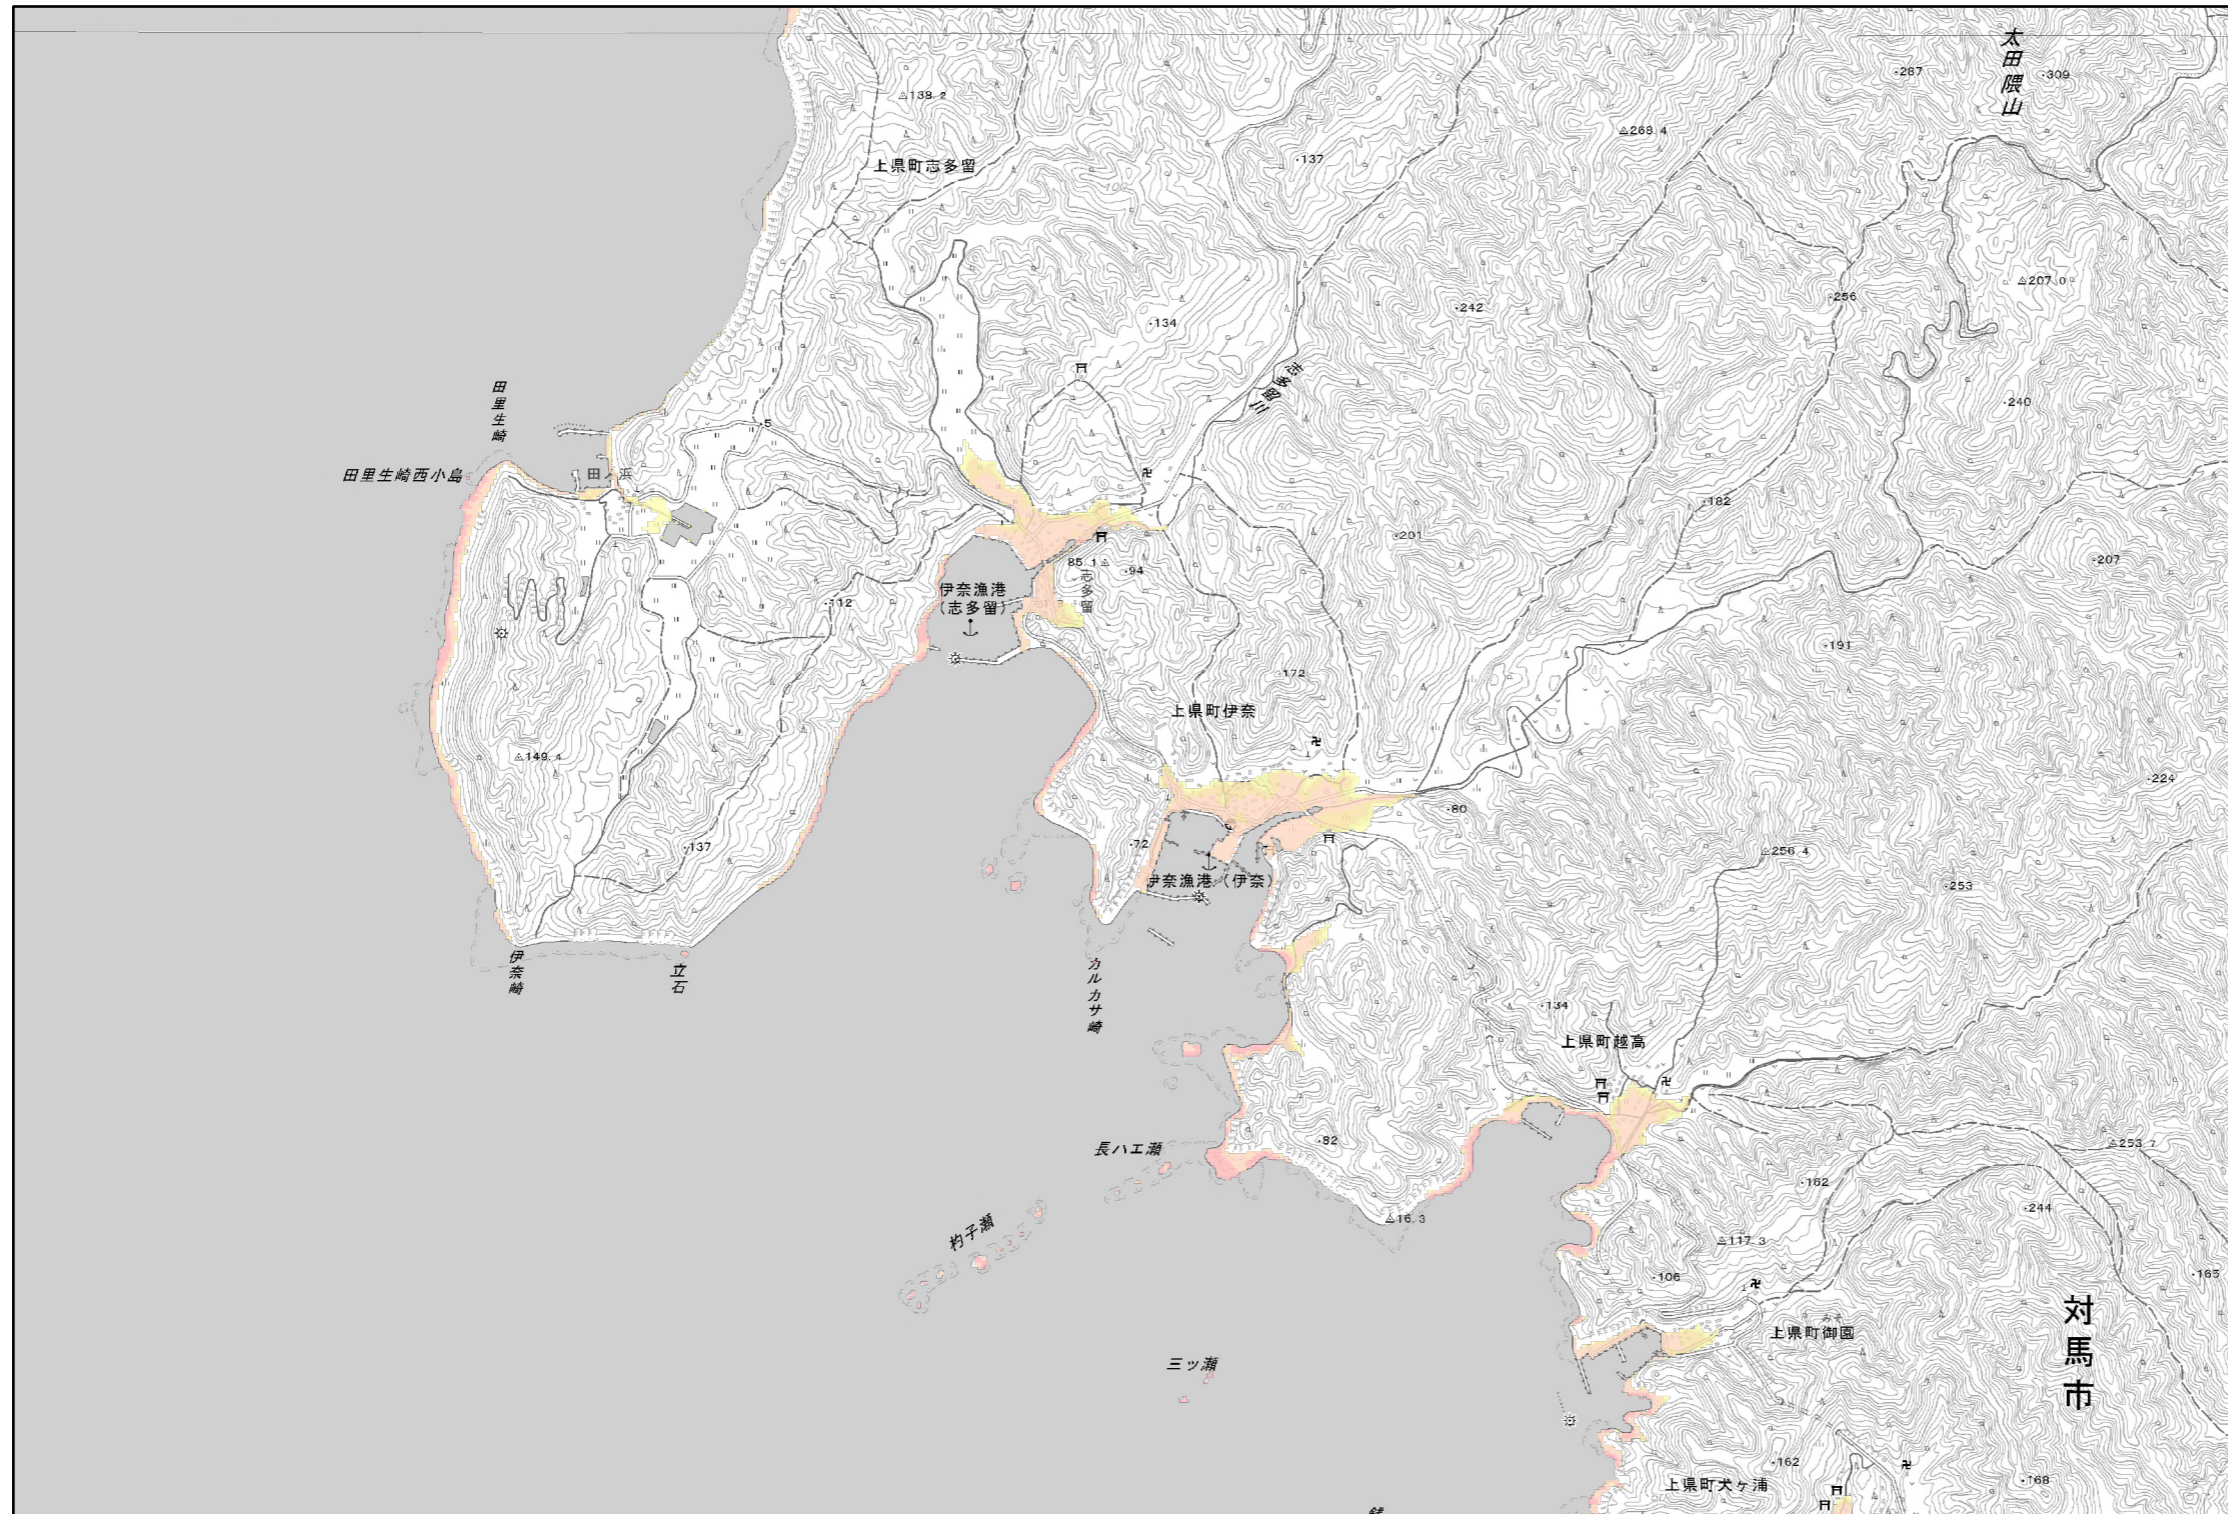 太田隈山
・287
・309
138.2
268.4
・137
上県町志多留
207.0
・256
・242
・134
志多留川
田里生崎
・240
・5
田里生崎西小島
田ノ浜
・182
・201
・207
85.1
・94
志多留
伊奈漁港
（志多留）
・112
・191
・172
上県町伊奈
149.4
・224
・80
・137
・72
256.4
・253
伊奈漁港（伊奈）
伊奈崎
立石
カルカサ崎
・134
上県町越高
・82
長ハエ瀬
253.7
・162
・244
16.3
杓子瀬
117.3
・106
・165
対馬市
上県町御園
三ッ瀬
・162
上県町犬ヶ浦
・168